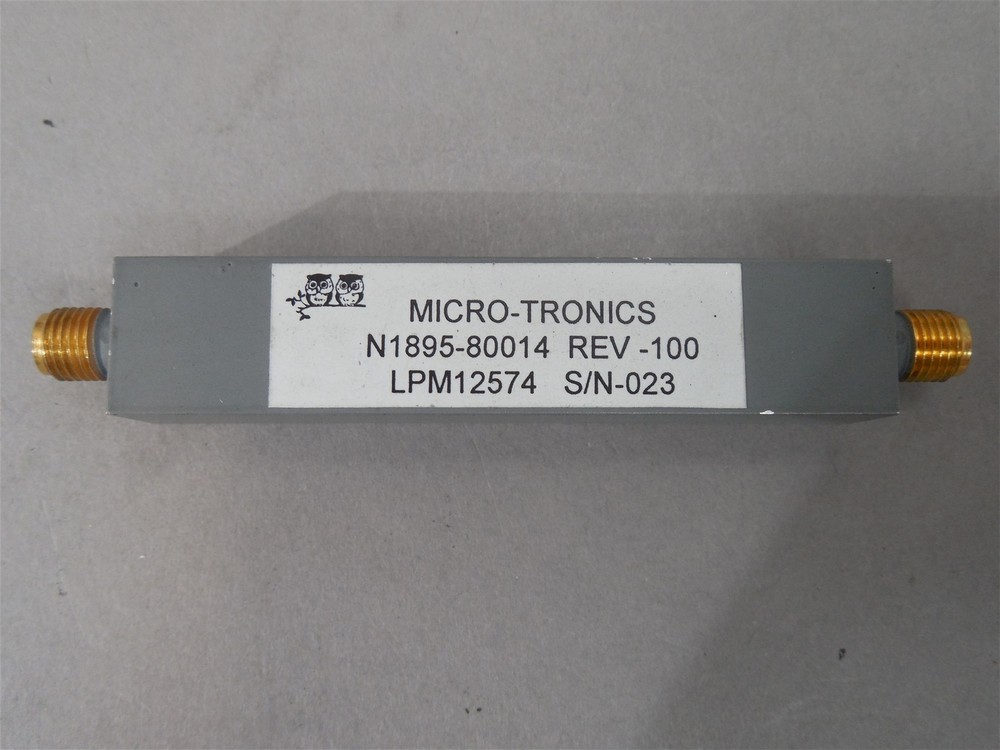 MICRO-TRONICS
N1895-80014 REV -100
LPM12574 S/N-023